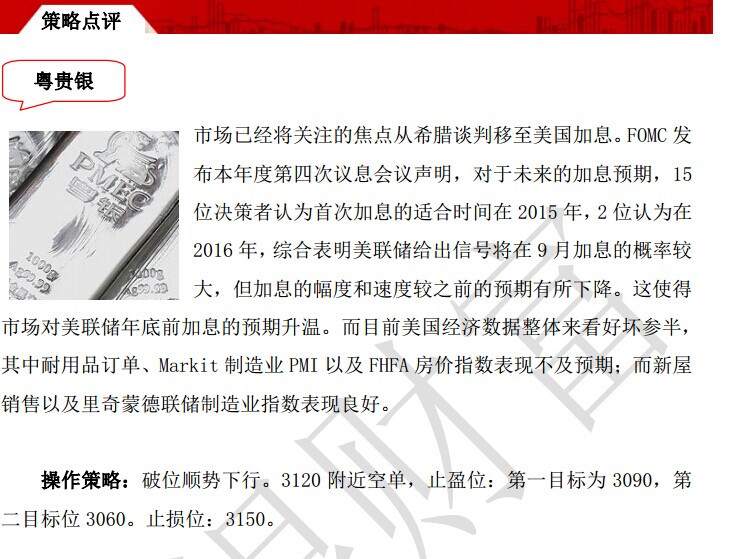 策略点评
粤贵银
市场已经将关注的焦点从希腊谈判移至美国加息。FOMC 发
布本年度第四次议息会议声明，对于未来的加息预期，15
位决策者认为首次加息的适合时间在 2015 年，2 位认为在
2016 年，综合表明美联储给出信号将在 9 月加息的概率较
大，但加息的幅度和速度较之前的预期有所下降。这使得
市场对美联储年底前加息的预期升温。而目前美国经济数据整体来看好坏参半，
其中耐用品订单、Markit 制造业 PMI 以及 FHFA 房价指数表现不及预期；而新屋
销售以及里奇蒙德联储制造业指数表现良好。
操作策略：破位顺势下行。3120 附近空单，止盈位：第一目标为 3090，第
二目标位 3060。止损位：3150。
PMEC
粤银
1000g
Ag99.99
1000g
财富